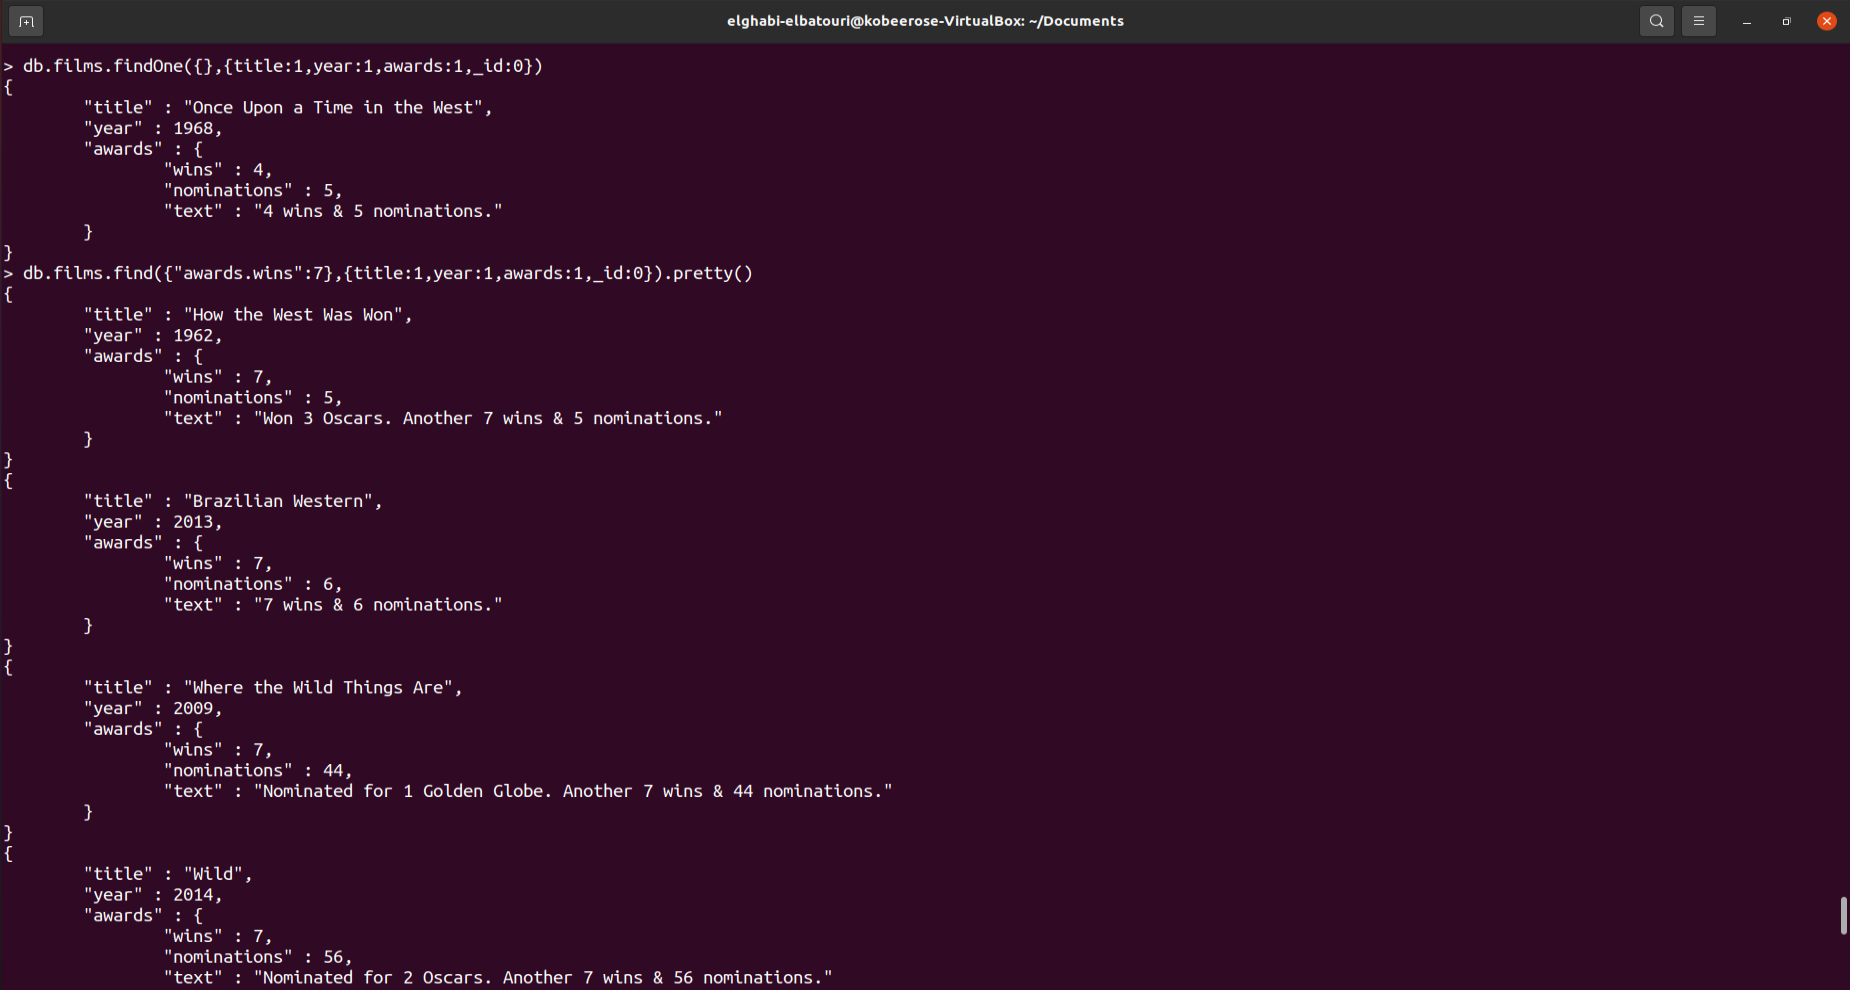 elghabi-elbatouri@kobeerose-VirtualBox: ~/Documents
> db.films.findOne({},{title:1,year:1,awards:1,_id:0})
{
        "title" : "Once Upon a Time in the West",
        "year" : 1968,
        "awards" : {
                "wins" : 4,
                "nominations" : 5,
                "text" : "4 wins & 5 nominations."
        }
}
> db.films.find({"awards.wins":7},{title:1,year:1,awards:1,_id:0}).pretty()
{
        "title" : "How the West Was Won",
        "year" : 1962,
        "awards" : {
                "wins" : 7,
                "nominations" : 5,
                "text" : "Won 3 Oscars. Another 7 wins & 5 nominations."
        }
}
{
        "title" : "Brazilian Western",
        "year" : 2013,
        "awards" : {
                "wins" : 7,
                "nominations" : 6,
                "text" : "7 wins & 6 nominations."
        }
}
{
        "title" : "Where the Wild Things Are",
        "year" : 2009,
        "awards" : {
                "wins" : 7,
                "nominations" : 44,
                "text" : "Nominated for 1 Golden Globe. Another 7 wins & 44 nominations."
        }
}
{
        "title" : "Wild",
        "year" : 2014,
        "awards" : {
                "wins" : 7,
                "nominations" : 56,
                "text" : "Nominated for 2 Oscars. Another 7 wins & 56 nominations."